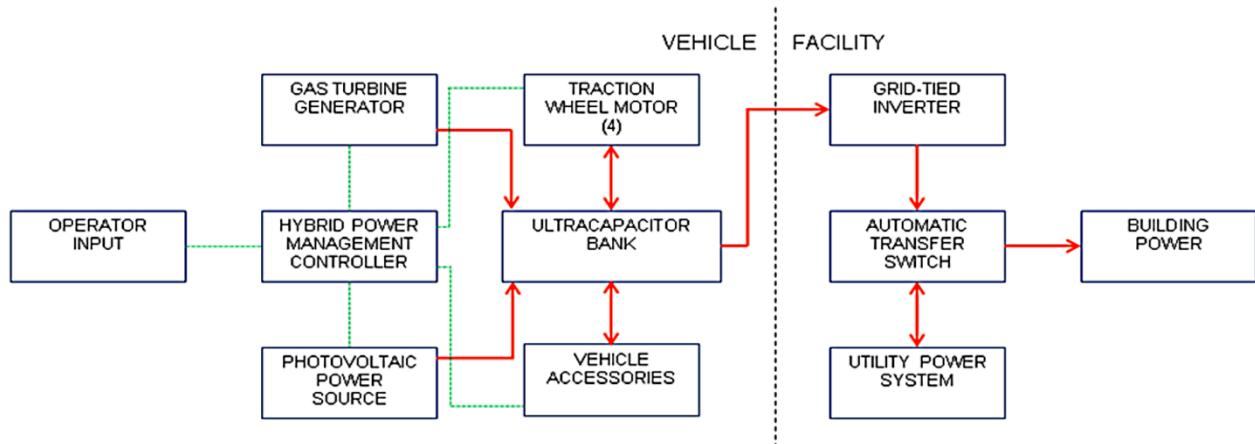 VEHICLE
FACILITY
GAS TURBINE
GENERATOR
TRACTION
WHEEL MOTOR
(4)
GRID-TIED
INVERTER
OPERATOR
INPUT
HYBRID POWER
MANAGEMENT
CONTROLLER
ULTRACAPACITOR
BANK
AUTOMATIC
TRANSFER
SWITCH
BUILDING
POWER
PHOTOVOLTAIC
POWER
SOURCE
VEHICLE
ACCESSORIES
UTILITY POWER
SYSTEM